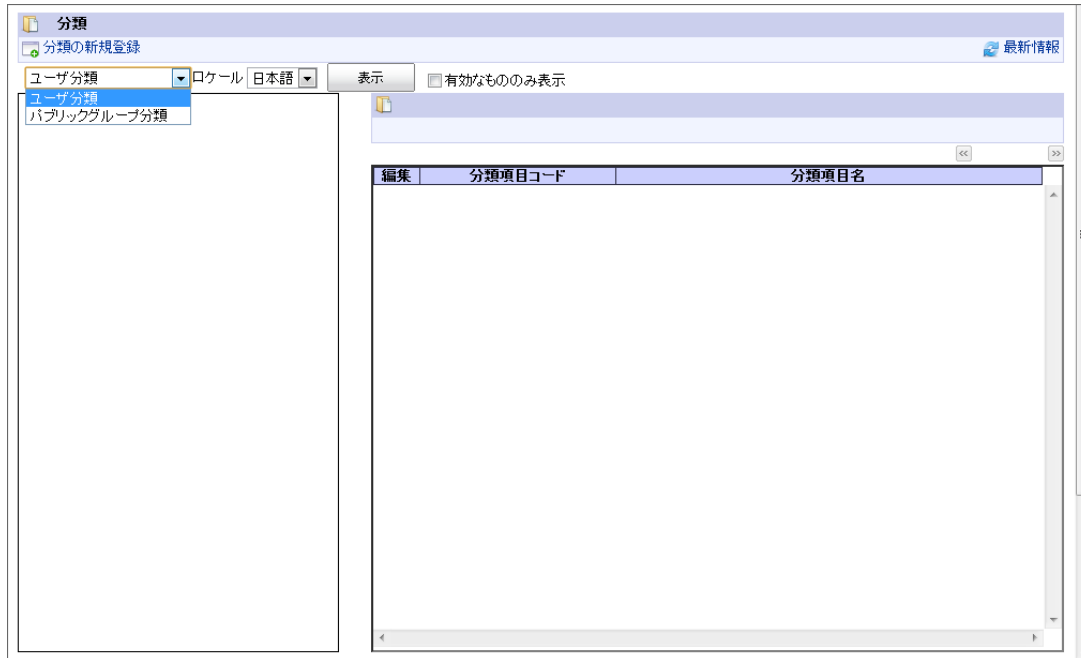 分類
分類の新規登録 最新情報
ユーザ分類 ロケール 日本語 表示 有効なもののみ表示
ユーザ分類
パブリックグループ分類
<< >>
編集 分類項目コード 分類項目名